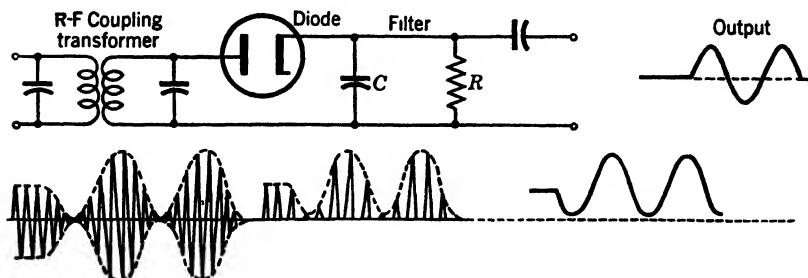 R-F Coupling
transformer
Diode
Filter
Output
C
R